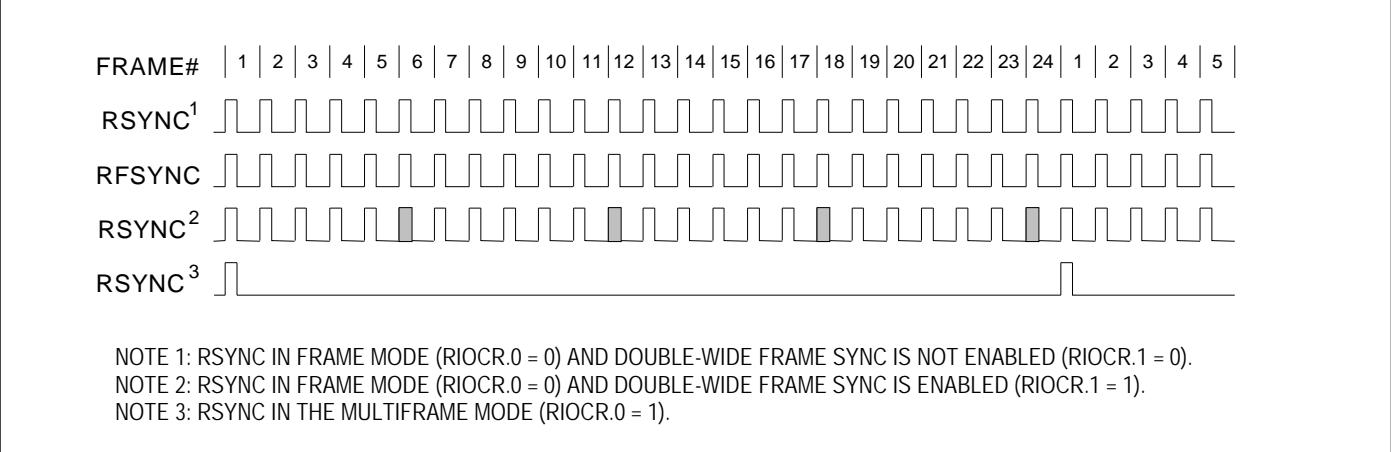 FRAME# 1 2 3 4 5 6 7 8 9 10 11 12 13 14 15 16 17 18 19 20 21 22 23 24 1 2 3 4 5
RSYNC1
RFSYNC
RSYNC2
RSYNC3
NOTE 1: RSYNC IN FRAME MODE (RIOCR.0 = 0) AND DOUBLE-WIDE FRAME SYNC IS NOT ENABLED (RIOCR.1 = 0).
NOTE 2: RSYNC IN FRAME MODE (RIOCR.0 = 0) AND DOUBLE-WIDE FRAME SYNC IS ENABLED (RIOCR.1 = 1).
NOTE 3: RSYNC IN THE MULTIFRAME MODE (RIOCR.0 = 1).